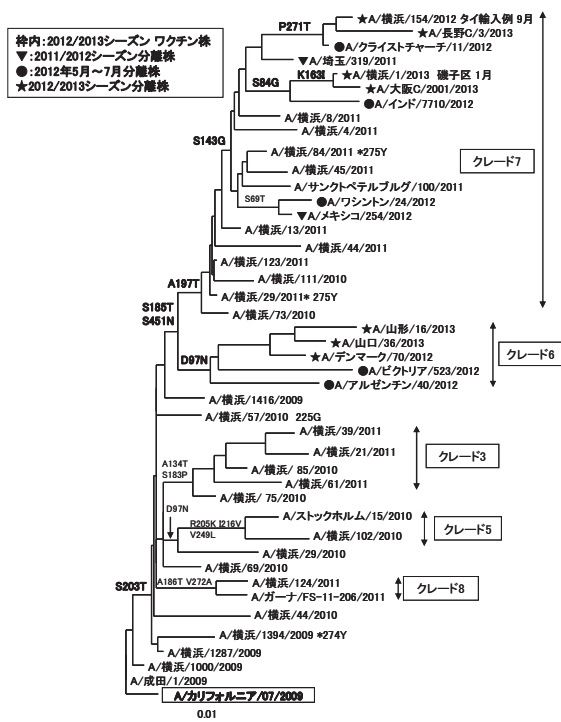 枠内:2012/2013シーズン ワクチン株
▼:2011/2012シーズン分離株
●:2012年5月~7月分離株
★2012/2013シーズン分離株
P271T
★A/横浜/154/2012 タイ輸入例 9月
★A/長野C/3/2013
●A/クライストチャーチ/11/2012
▼A/埼玉/319/2011
S84G
K163I
★A/横浜/1/2013 磯子区 1月
★A/大阪C/2001/2013
●A/インド/7710/2012
A/横浜/8/2011
A/横浜/4/2011
S143G
A/横浜/84/2011 *275Y
クレード7
A/横浜/45/2011
A/サンクトペテルブルグ/100/2011
S69T
●A/ワシントン/24/2012
▼A/メキシコ/254/2012
A/横浜/13/2011
A/横浜/44/2011
A/横浜/123/2011
A/横浜/111/2010
A197T
A/横浜/29/2011* 275Y
S185T
S451N
A/横浜/73/2010
★A/山形/16/2013
★A/山口/36/2013
クレード6
D97N
★A/デンマーク/70/2012
●A/ビクトリア/523/2012
●A/アルゼンチン/40/2012
A/横浜/1416/2009
A/横浜/57/2010 225G
A/横浜/39/2011
A/横浜/21/2011
クレード3
A134T
S183P
A/横浜/ 85/2010
A/横浜/61/2011
A/横浜/ 75/2010
D97N
A/ストックホルム/15/2010
R205K I216V
V249L
クレード5
A/横浜/102/2010
A/横浜/29/2010
A/横浜/69/2010
S203T
A186T V272A
A/横浜/124/2011
A/ガーナ/FS-11-206/2011
クレード8
A/横浜/44/2010
A/横浜/1394/2009 *274Y
A/横浜/1287/2009
A/横浜/1000/2009
A/成田/1/2009
A/カリフォルニア/07/2009
0.01